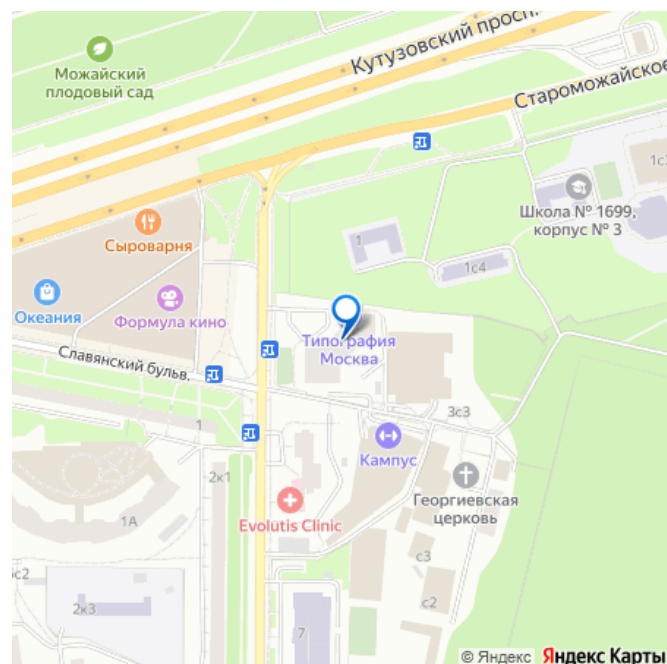 Кутузовский просп.
Можайский
плодовый сад
Староможайское
1с3
Школа № 1699,
корпус № 3
Сыроварня
1
1с4
Океания
Формула кино
Типография
Москва
Славянский бульв.
3с3
1
Кампус
2к1
Георгиевская
церковь
1А
Evolutis Clinic
с3
с2
2к3
с2
7
© Яндекс Яндекс Карты